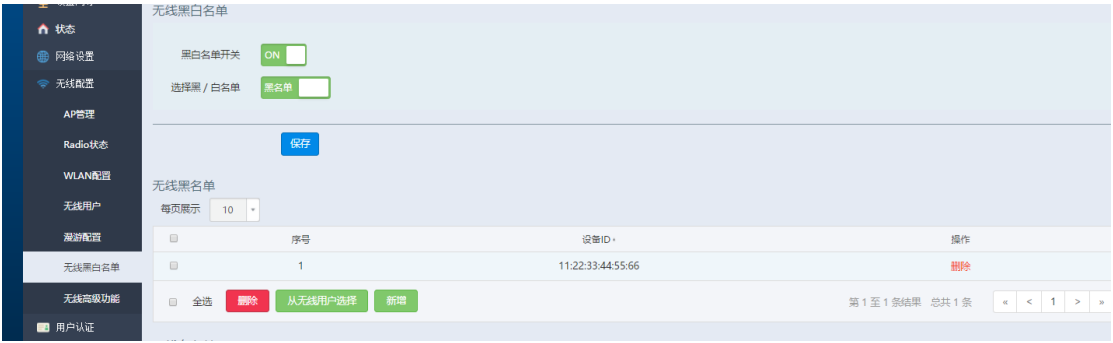 无线黑白名单
状态
网络设置
无线配置
AP管理
Radio状态
WLAN配置
无线用户
漫游配置
无线黑白名单
无线高级功能
用户认证
黑白名单开关 ON
选择黑 / 白名单 黑名单
保存
无线黑名单
每页展示 10
序号 设备ID 操作
1 11:22:33:44:55:66 删除
全选 删除 从无线用户选择 新增 第 1 至 1 条结果 总共 1 条 « < 1 > »